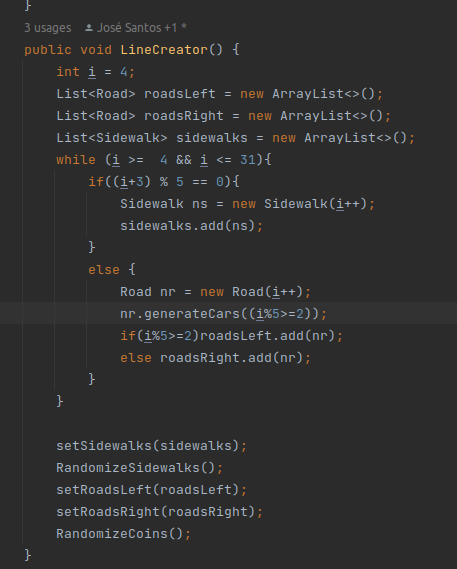 }
3 usages José Santos +1 *
public void LineCreator() {
int i = 4;
List<Road> roadsLeft = new ArrayList<>();
List<Road> roadsRight = new ArrayList<>();
List<Sidewalk> sidewalks = new ArrayList<>();
while (i >=  4 && i <= 31){
if((i+3) % 5 == 0){
Sidewalk ns = new Sidewalk(i++);
sidewalks.add(ns);
}
else {
Road nr = new Road(i++);
nr.generateCars((i%5>=2));
if(i%5>=2)roadsLeft.add(nr);
else roadsRight.add(nr);
}
}
setSidewalks(sidewalks);
RandomizeSidewalks();
setRoadsLeft(roadsLeft);
setRoadsRight(roadsRight);
RandomizeCoins();
}